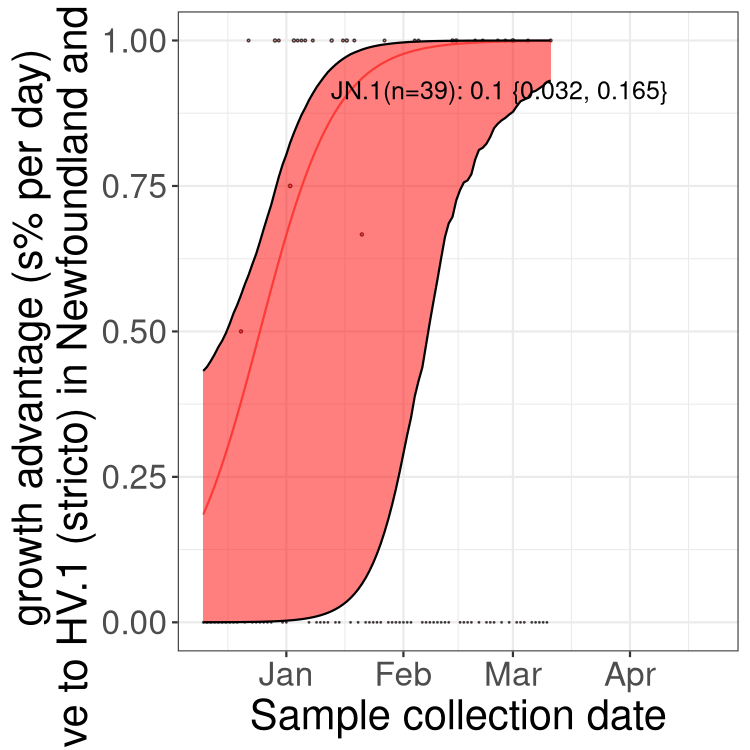 growth advantage (s% per day)
ve to HV.1 (stricto) in Newfoundland and
1.00
0.75
0.50
0.25
0.00
JN.1(n=39): 0.1 {0.032, 0.165}
Jan Feb Mar Apr
Sample collection date